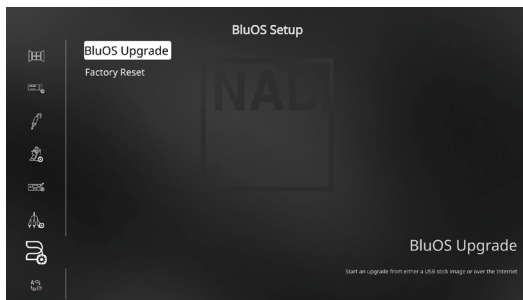 BluOS Setup
BluOS Upgrade
Factory Reset
NAD
BluOS Upgrade
Start an upgrade from either a USB stick image or over the Internet